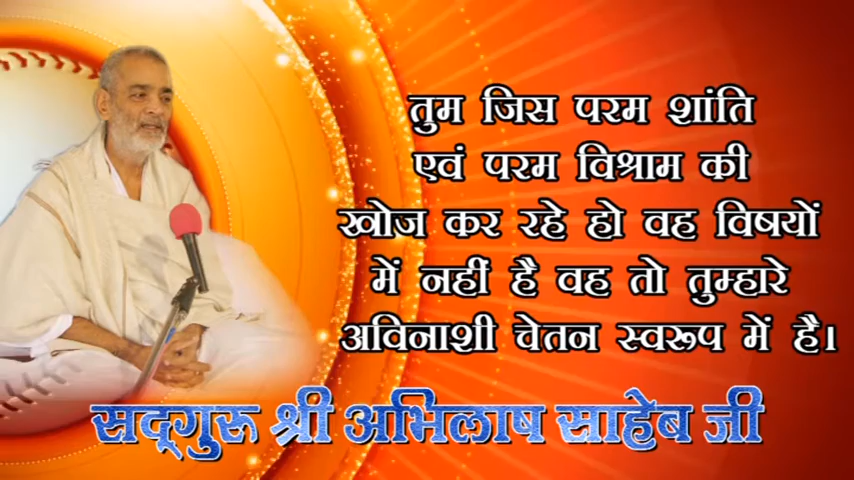 तुम जिस परम शांति
एवं परम विश्राम की
खोज कर रहे हो वह विषयों
में नहीं है वह तो तुम्हारे
अविनाशी चेतन स्वरूप में है।
सद्गुरू श्री अभिलाष साहेब जी